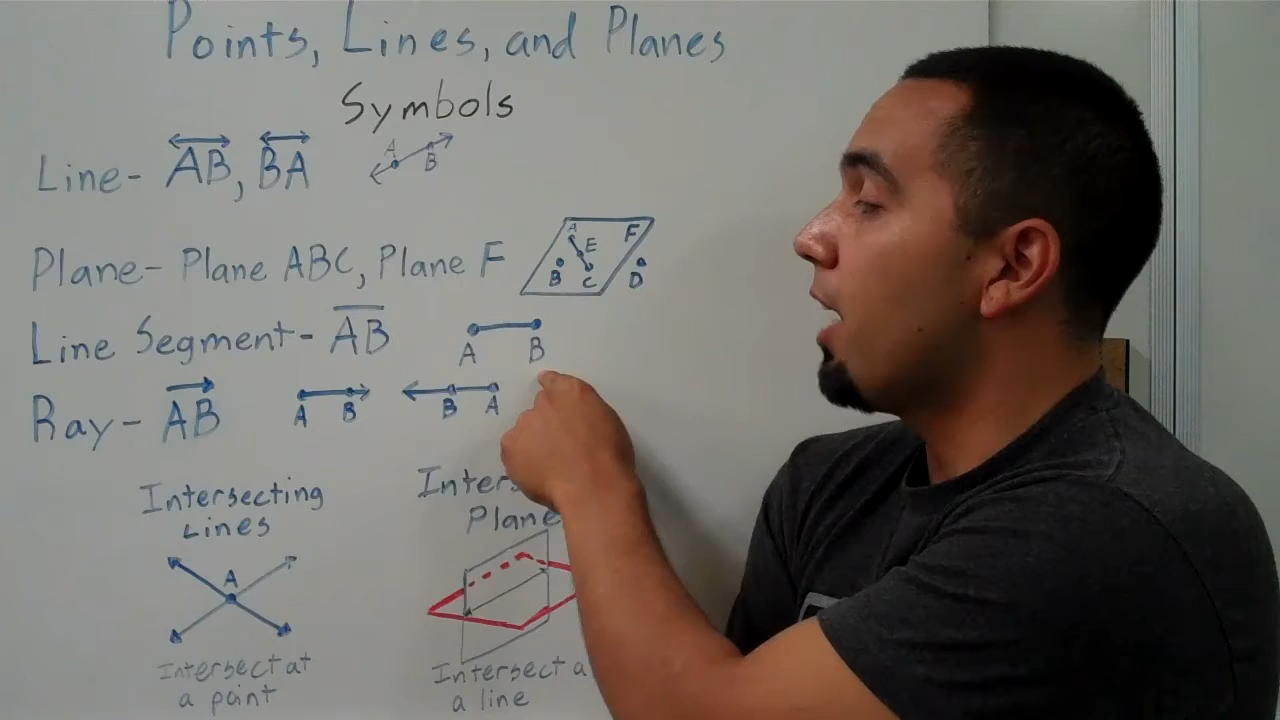 Points, Lines, and Planes
Symbols
Line- AB, BA
A B
Plane- Plane ABC, Plane F
A E F
B C D
Line Segment- AB
A B
Ray- AB
A B
B A
Intersecting
Lines
A
Intersect at
a point
Plane
Intersect a
a line